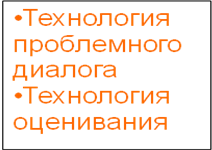 •Технология
проблемного
диалога
•Технология
оценивания